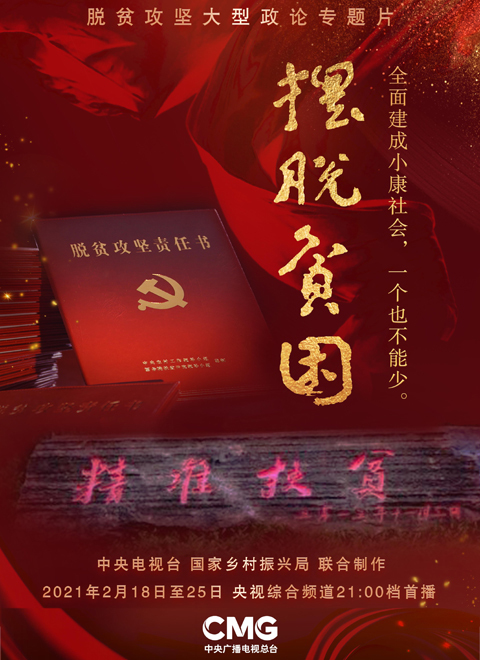 脱贫攻坚大型政论专题片
摆脱贫困
全面建成小康社会，一个也不能少。
脱贫攻坚责任书
精准扶贫
中央电视台 国家乡村振兴局 联合制作
2021年2月18日至25日 央视综合频道21:00档首播
CMG
中央广播电视总台